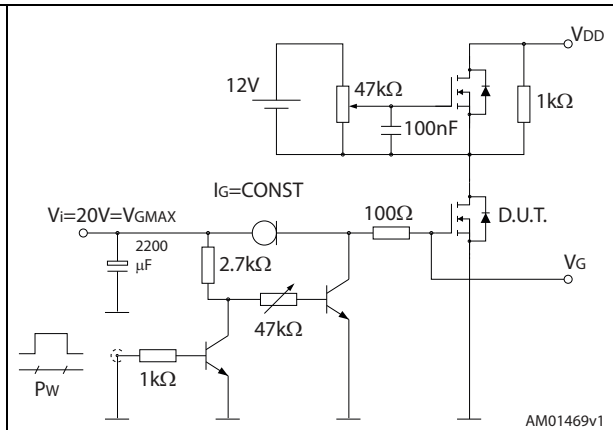 VDD
12V
47kΩ
1kΩ
100nF
IG=CONST
Vi=20V=VGMAX
100Ω
D.U.T.
2200
μF
2.7kΩ
VG
47kΩ
1kΩ
PW
AM01469v1